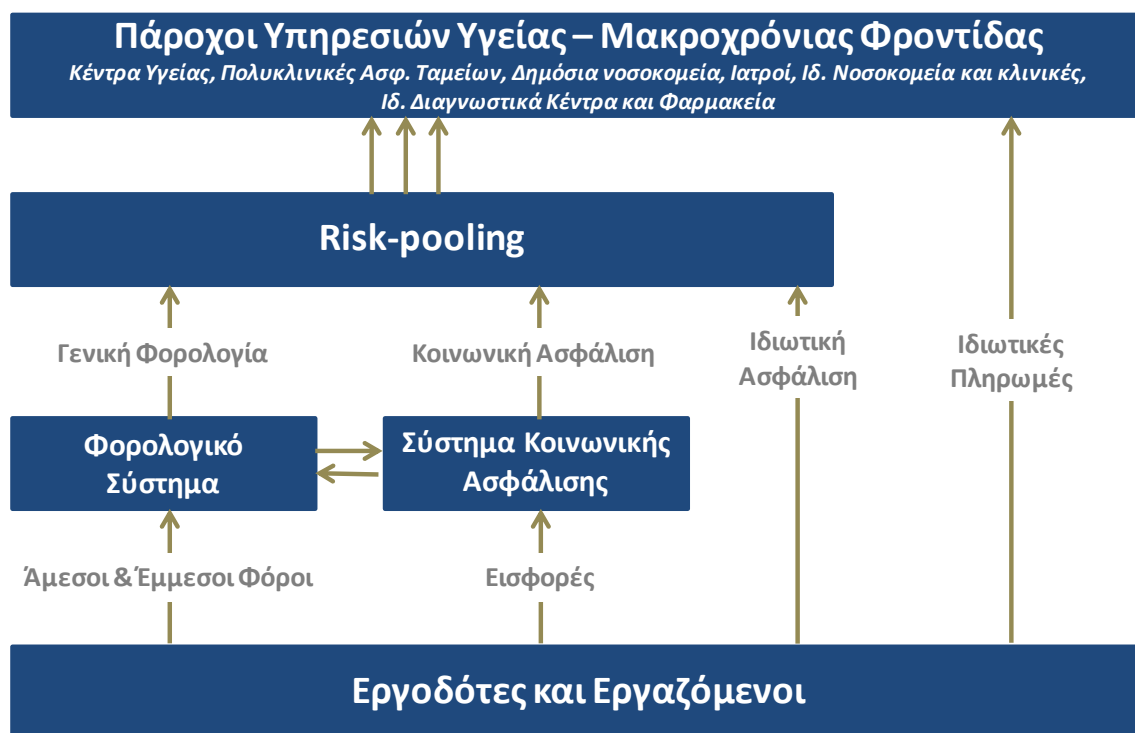 Πάροχοι Υπηρεσιών Υγείας – Μακροχρόνιας Φροντίδας
Κέντρα Υγείας, Πολυκλινικές Ασφ. Ταμείων, Δημόσια νοσοκομεία, Ιατροί, Ιδ. Νοσοκομεία και κλινικές,
Ιδ. Διαγνωστικά Κέντρα και Φαρμακεία
Risk-pooling
Γενική Φορολογία
Κοινωνική Ασφάλιση
Ιδιωτική
Ασφάλιση
Ιδιωτικές
Πληρωμές
Φορολογικό
Σύστημα
Σύστημα Κοινωνικής
Ασφάλισης
Άμεσοι & Έμμεσοι Φόροι
Εισφορές
Εργοδότες και Εργαζόμενοι